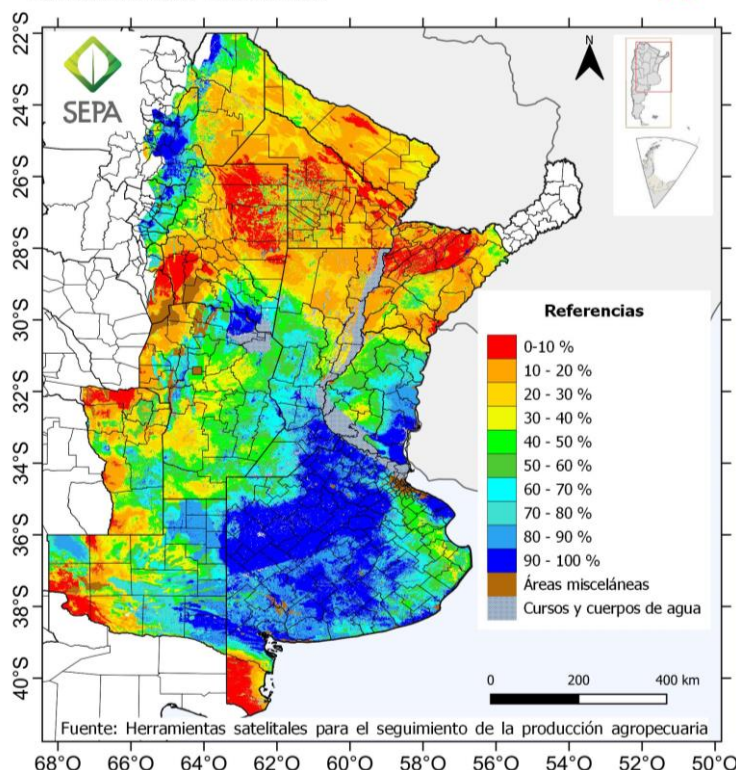 SEPA
N
22°S
24°S
26°S
28°S
30°S
32°S
34°S
36°S
38°S
40°S
Referencias
0-10 %
10 - 20 %
20 - 30 %
30 - 40 %
40 - 50 %
50 - 60 %
60 - 70 %
70 - 80 %
80 - 90 %
90 - 100 %
Áreas misceláneas
Cursos y cuerpos de agua
0 200 400 km
Fuente: Herramientas satelitales para el seguimiento de la producción agropecuaria
68°O 66°O 64°O 62°O 60°O 58°O 56°O 54°O 52°O 50°O